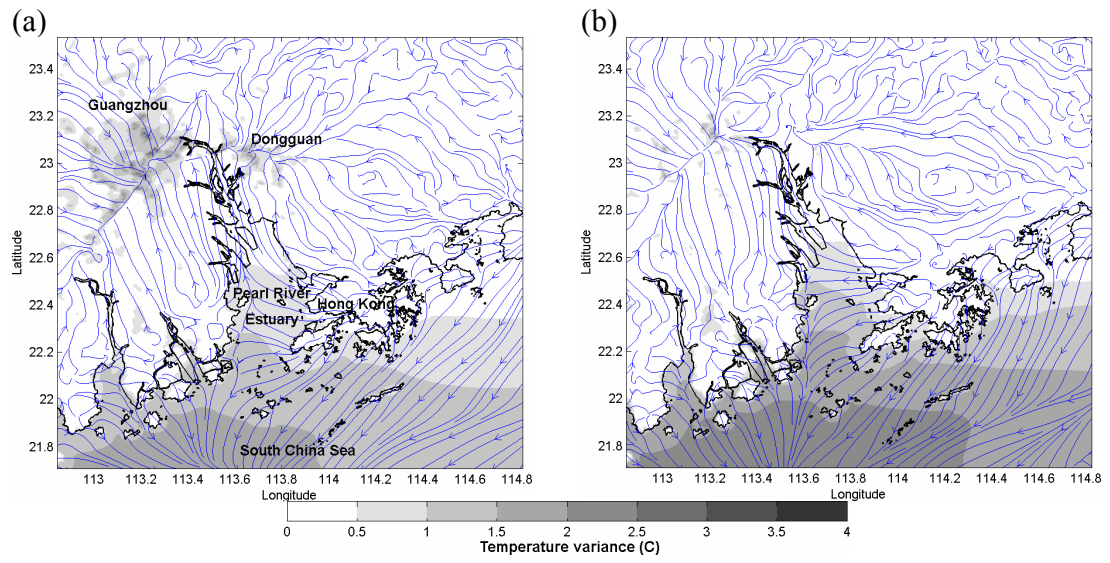 (a)
(b)
23.4
23.2
23
22.8
22.6
22.4
22.2
22
21.8
Latitude
Guangzhou
Dongguan
Pearl River
Hong Kong
Estuary
South China Sea
113 113.2 113.4 113.6 113.8 114 114.2 114.4 114.6 114.8
Longitude
23.4
23.2
23
22.8
22.6
22.4
22.2
22
21.8
Latitude
113 113.2 113.4 113.6 113.8 114 114.2 114.4 114.6 114.8
Longitude
0 0.5 1 1.5 2 2.5 3 3.5 4
Temperature variance (C)